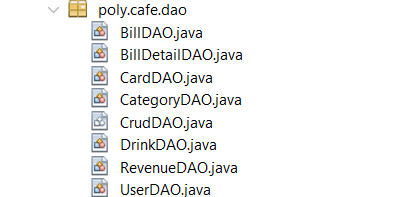 poly.cafe.dao
BillDAO.java
BillDetailDAO.java
CardDAO.java
CategoryDAO.java
CrudDAO.java
DrinkDAO.java
RevenueDAO.java
UserDAO.java